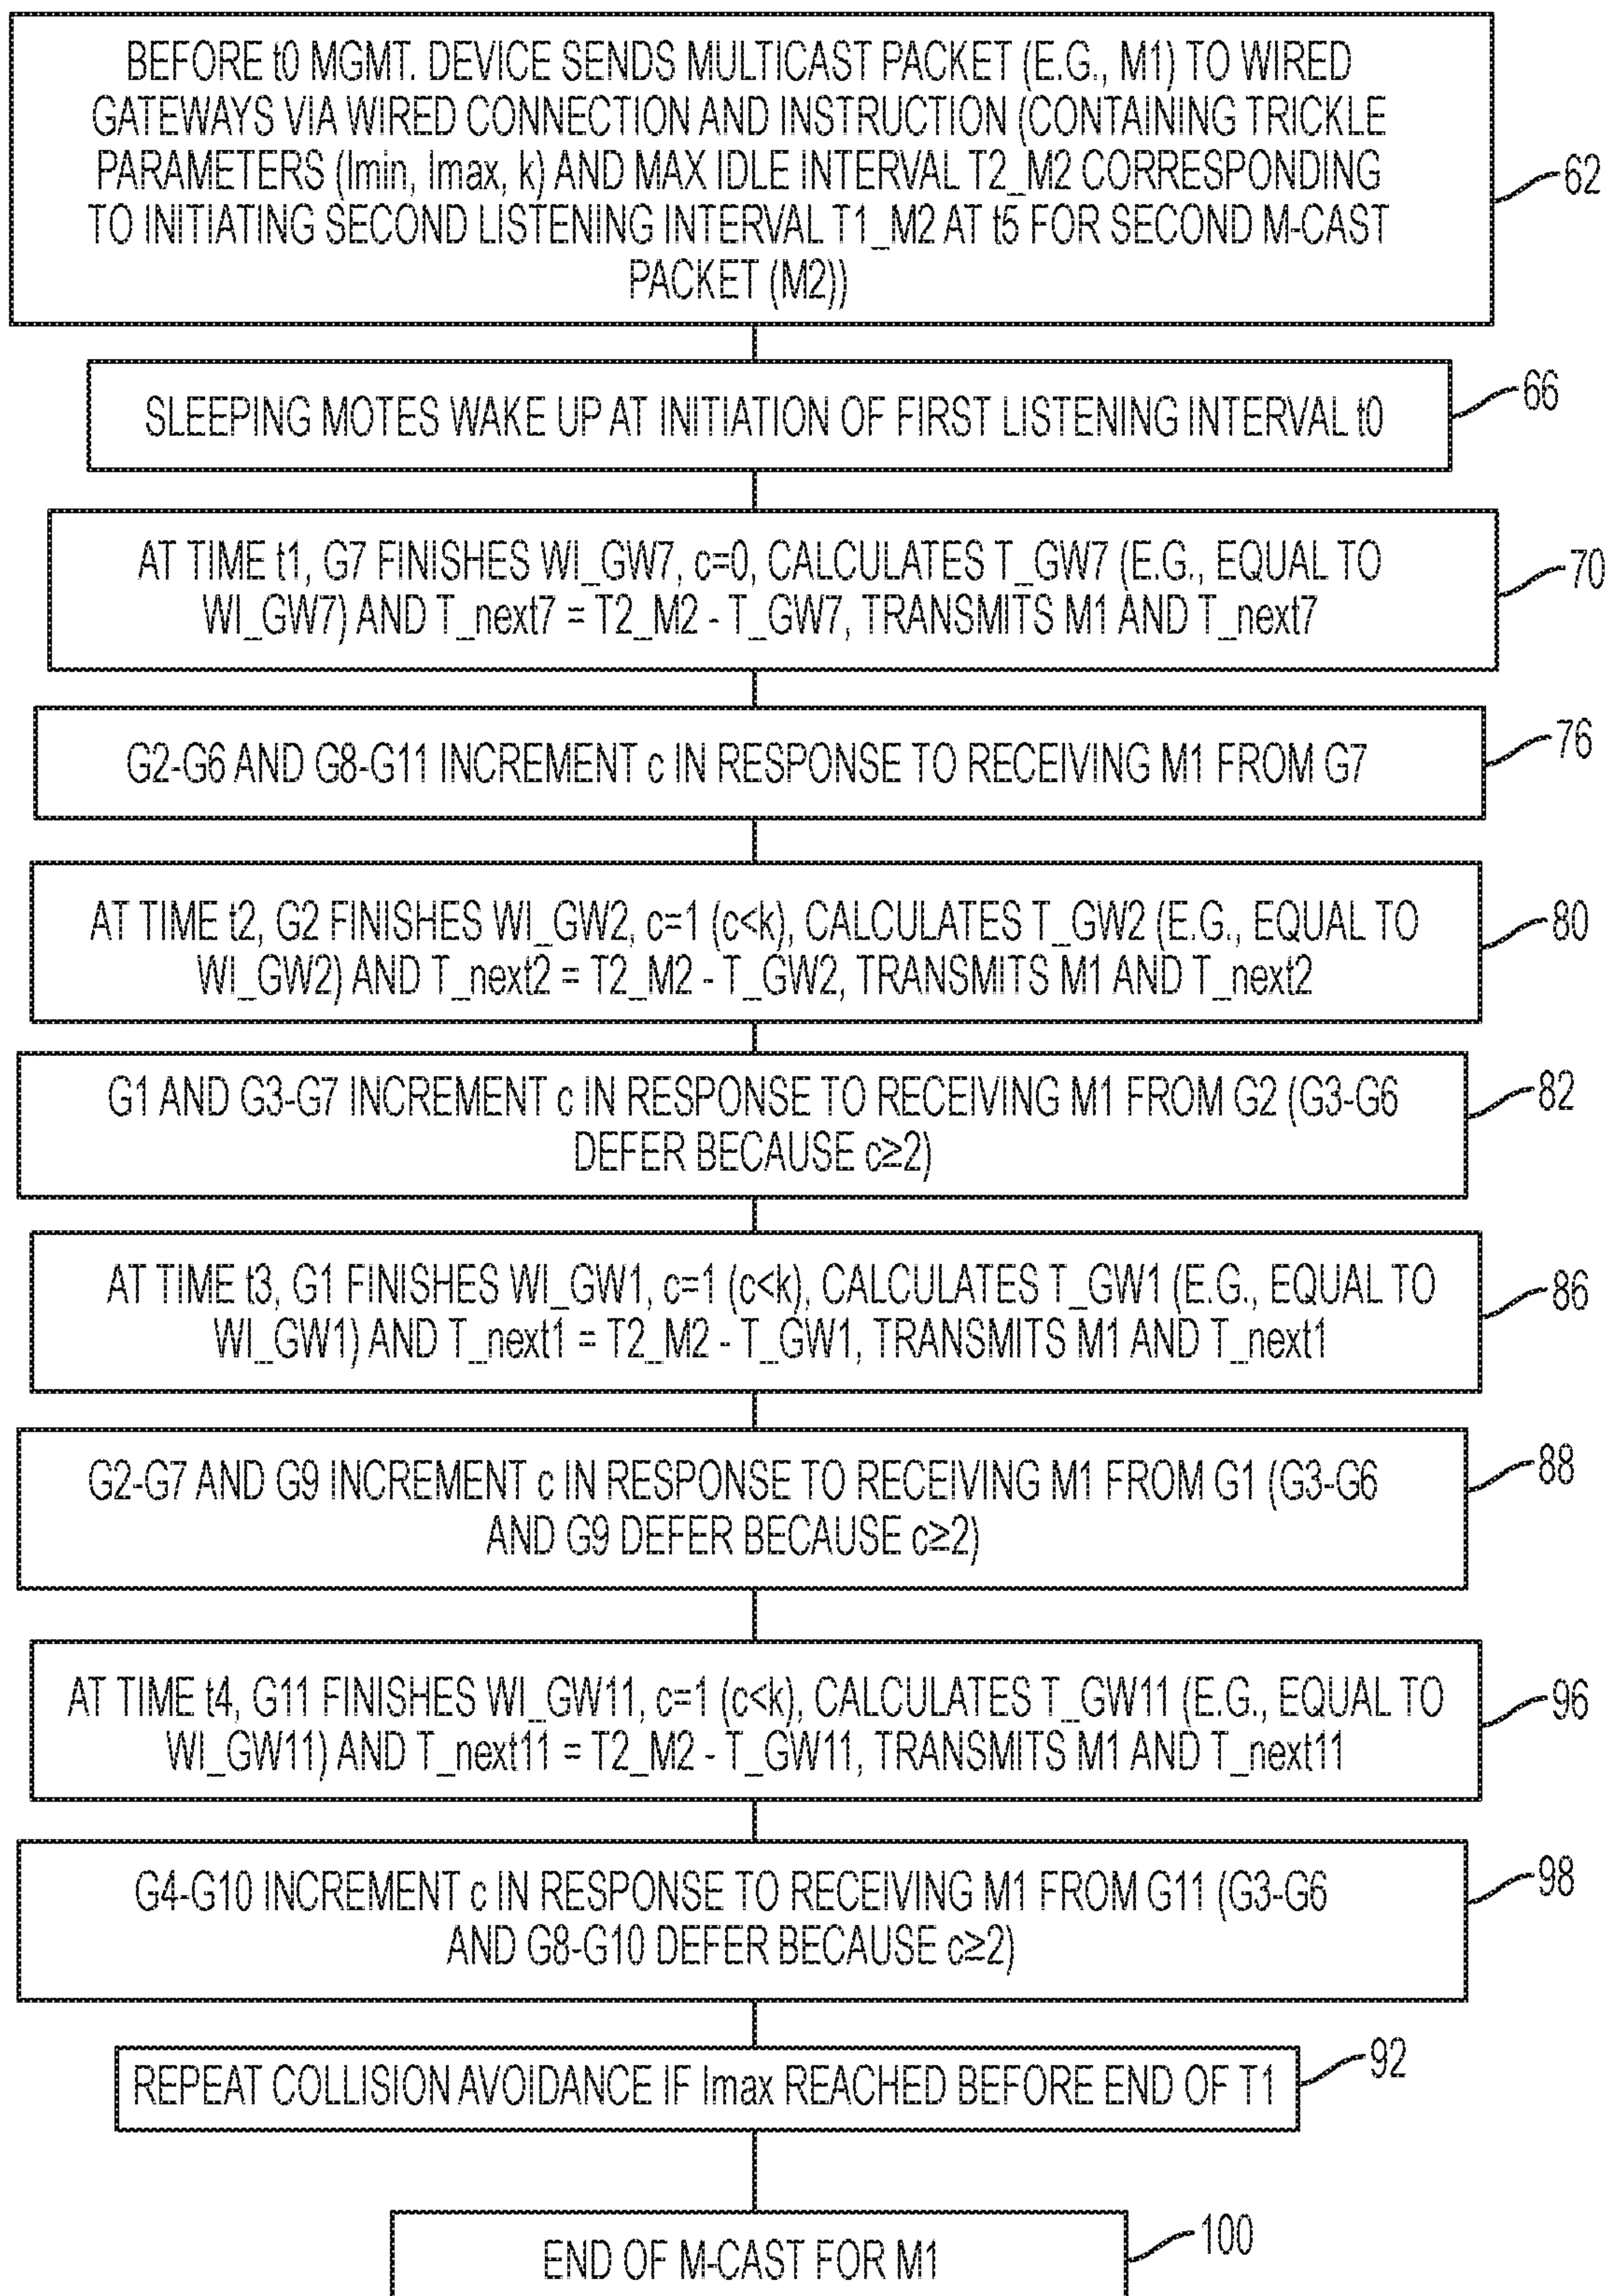 BEFORE t0 MGMT. DEVICE SENDS MULTICAST PACKET (E.G., M1) TO WIRED
GATEWAYS VIA WIRED CONNECTION AND INSTRUCTION (CONTAINING TRICKLE
PARAMETERS (Imin, Imax, k) AND MAX IDLE INTERVAL T2_M2 CORRESPONDING
TO INITIATING SECOND LISTENING INTERVAL T1_M2 AT t5 FOR SECOND M-CAST
PACKET (M2))
62
SLEEPING MOTES WAKE UP AT INITIATION OF FIRST LISTENING INTERVAL t0
66
AT TIME t1, G7 FINISHES WI_GW7, c=0, CALCULATES T_GW7 (E.G., EQUAL TO
WI_GW7) AND T_next7 = T2_M2 - T_GW7, TRANSMITS M1 AND T_next7
70
G2-G6 AND G8-G11 INCREMENT c IN RESPONSE TO RECEIVING M1 FROM G7
76
AT TIME t2, G2 FINISHES WI_GW2, c=1 (c<k), CALCULATES T_GW2 (E.G., EQUAL TO
WI_GW2) AND T_next2 = T2_M2 - T_GW2, TRANSMITS M1 AND T_next2
80
G1 AND G3-G7 INCREMENT c IN RESPONSE TO RECEIVING M1 FROM G2 (G3-G6
DEFER BECAUSE c≥2)
82
AT TIME t3, G1 FINISHES WI_GW1, c=1 (c<k), CALCULATES T_GW1 (E.G., EQUAL TO
WI_GW1) AND T_next1 = T2_M2 - T_GW1, TRANSMITS M1 AND T_next1
86
G2-G7 AND G9 INCREMENT c IN RESPONSE TO RECEIVING M1 FROM G1 (G3-G6
AND G9 DEFER BECAUSE c≥2)
88
AT TIME t4, G11 FINISHES WI_GW11, c=1 (c<k), CALCULATES T_GW11 (E.G., EQUAL TO
WI_GW11) AND T_next11 = T2_M2 - T_GW11, TRANSMITS M1 AND T_next11
96
G4-G10 INCREMENT c IN RESPONSE TO RECEIVING M1 FROM G11 (G3-G6
AND G8-G10 DEFER BECAUSE c≥2)
98
REPEAT COLLISION AVOIDANCE IF Imax REACHED BEFORE END OF T1
92
END OF M-CAST FOR M1
100